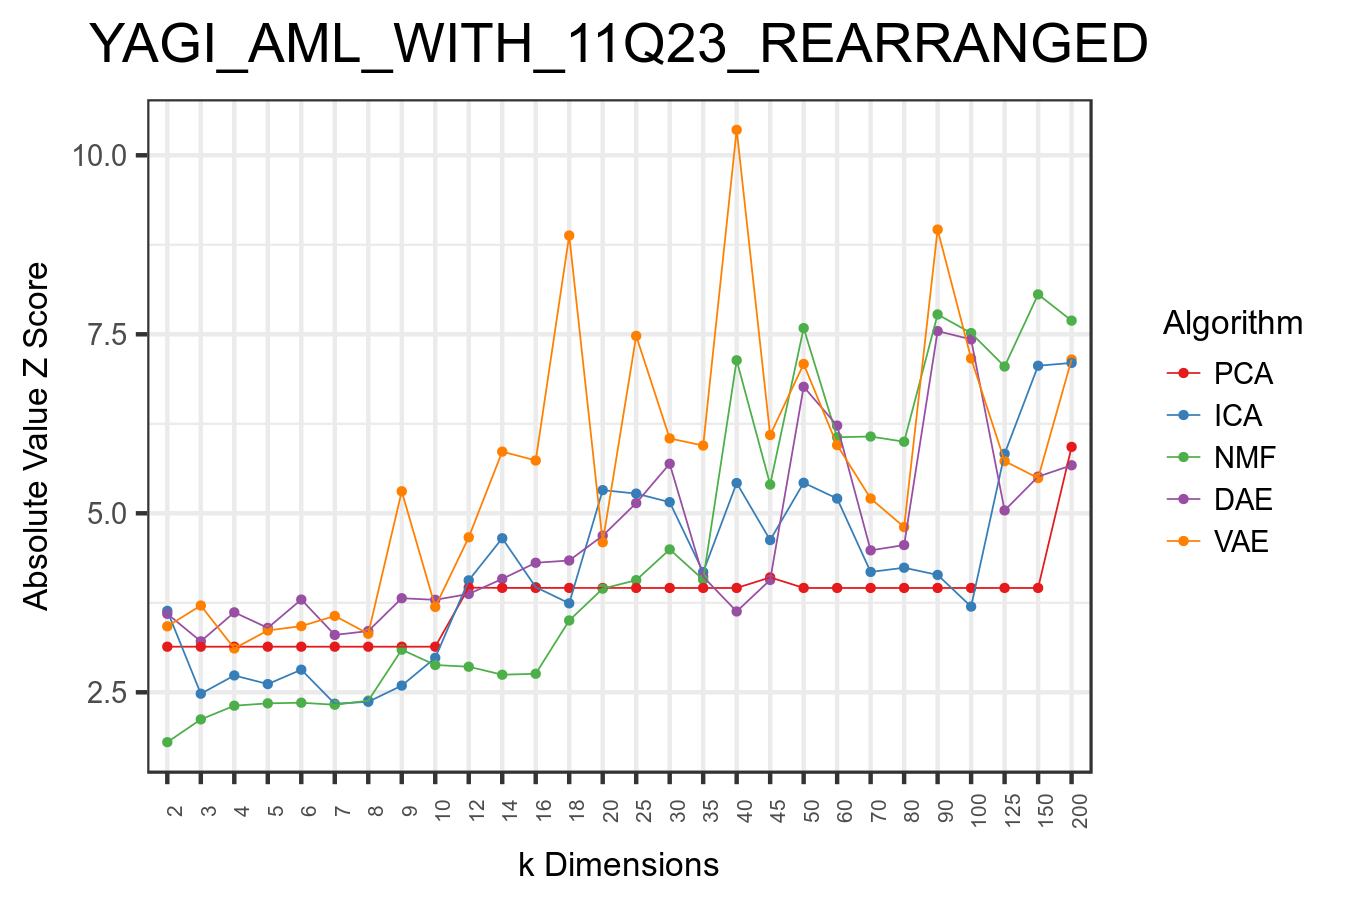 YAGI_AML_WITH_11Q23_REARRANGED
10.0
7.5
5.0
2.5
Absolute Value Z Score
2 3 4 5 6 7 8 9 10 12 14 16 18 20 25 30 35 40 45 50 60 70 80 90 100 125 150 200
k Dimensions
Algorithm
PCA
ICA
NMF
DAE
VAE